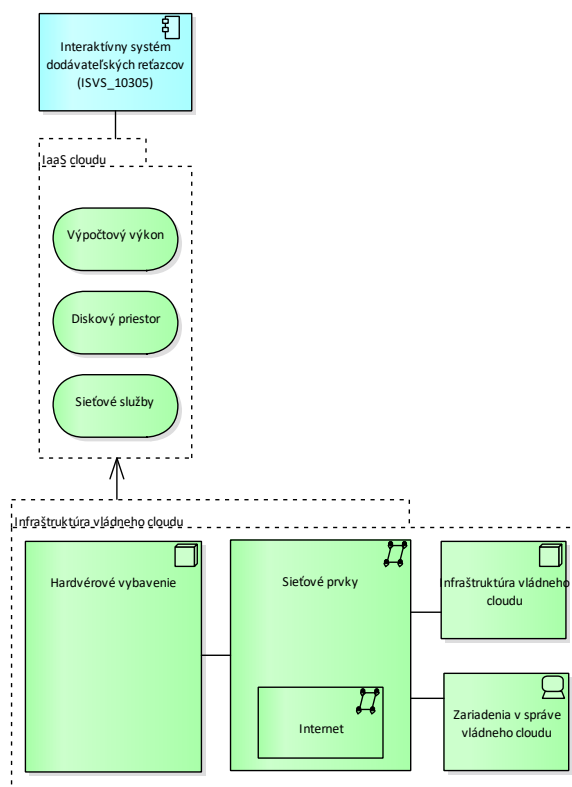 Interaktívny systém
dodávateľských reťazcov
(ISVS_10305)
IaaS cloudu
Výpočtový výkon
Diskový priestor
Sieťové služby
Infraštruktúra vládneho cloudu
Hardvérové vybavenie
Sieťové prvky
Infraštruktúra vládneho
cloudu
Internet
Zariadenia v správe
vládneho cloudu